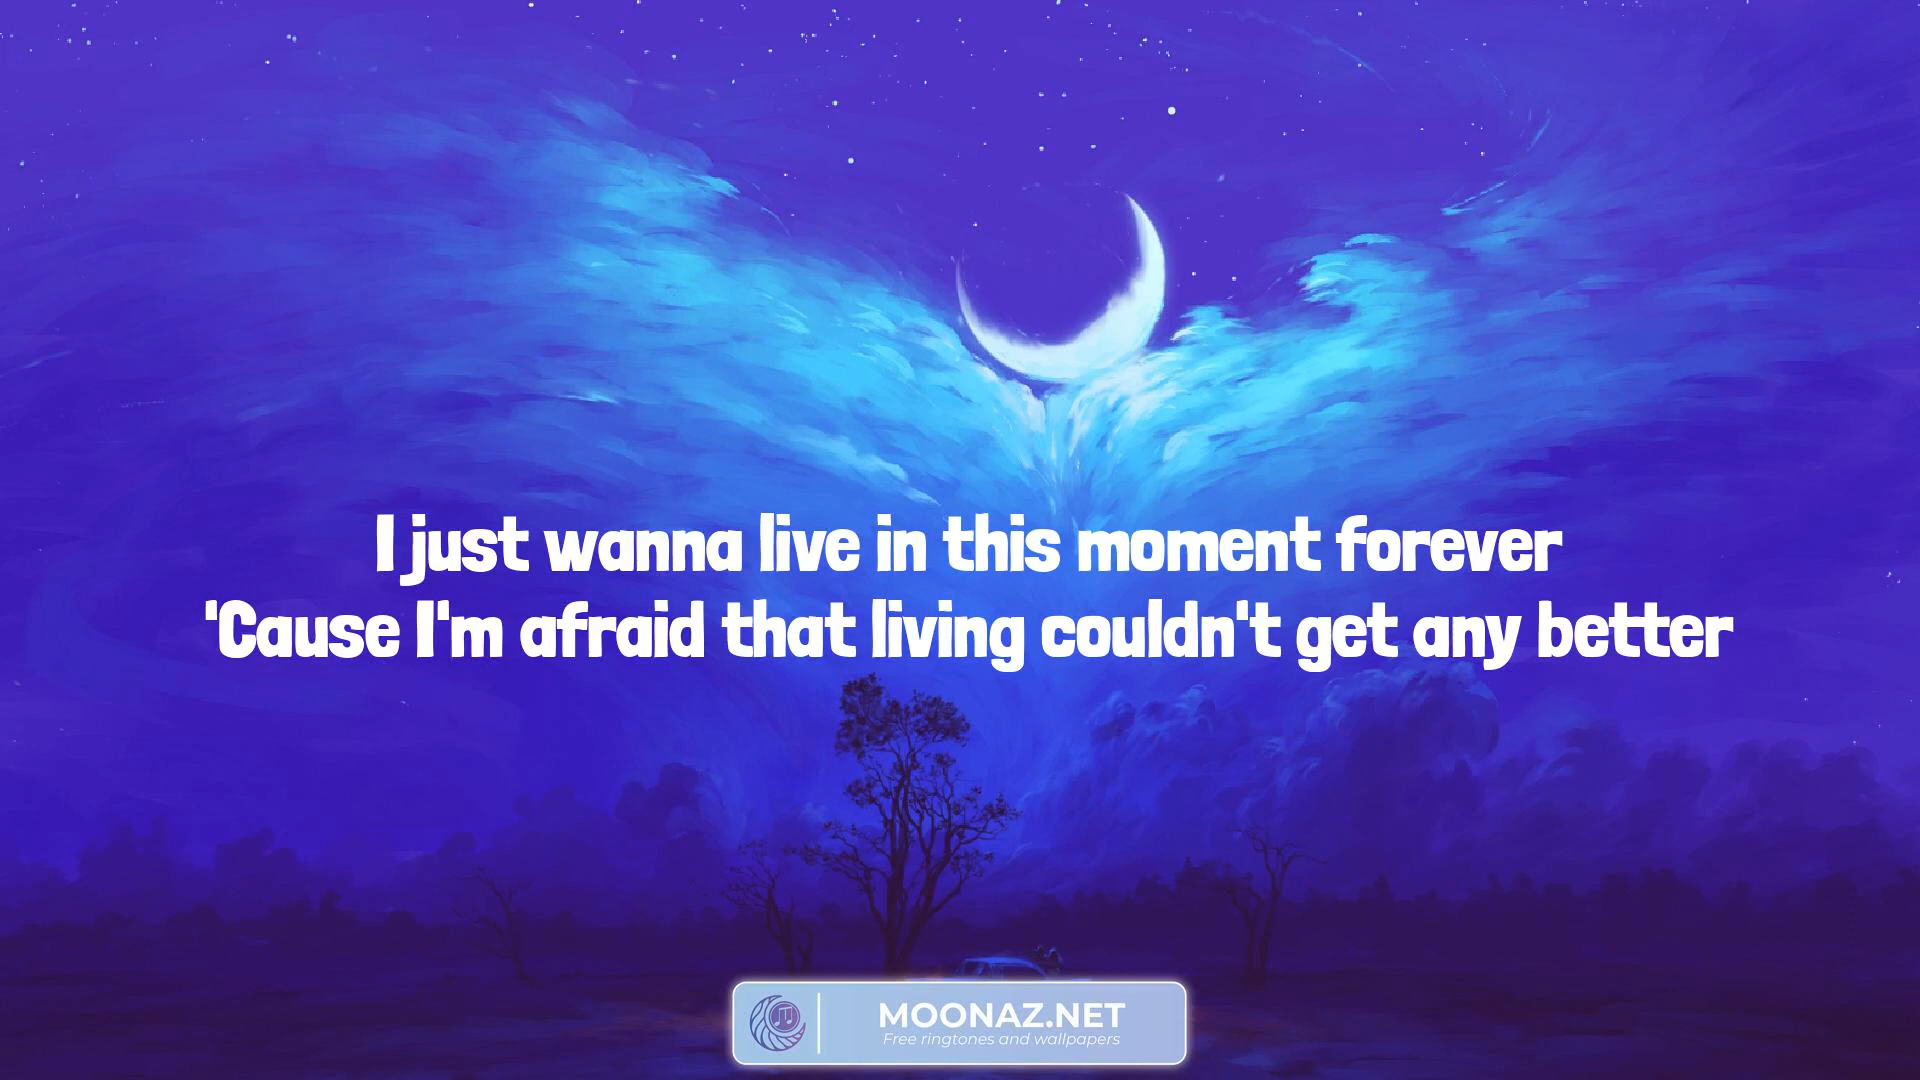 I just wanna live in this moment forever
'Cause I'm afraid that living couldn't get any better
MOONAZ.NET
Free ringtones and wallpapers